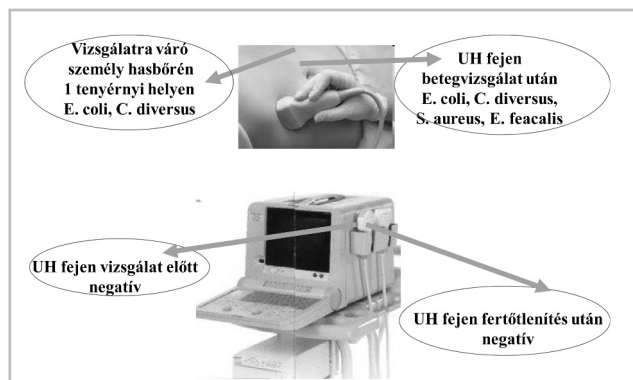 Vizsgálatra váró
személy hasbőrén
1 tenyérnyi helyen
E. coli, C. diversus
UH fejen
betegvizsgálat után
E. coli, C. diversus,
S. aureus, E. feacalis
UH fejen vizsgálat előtt
negatív
UH fejen fertőtlenítés után
negatív